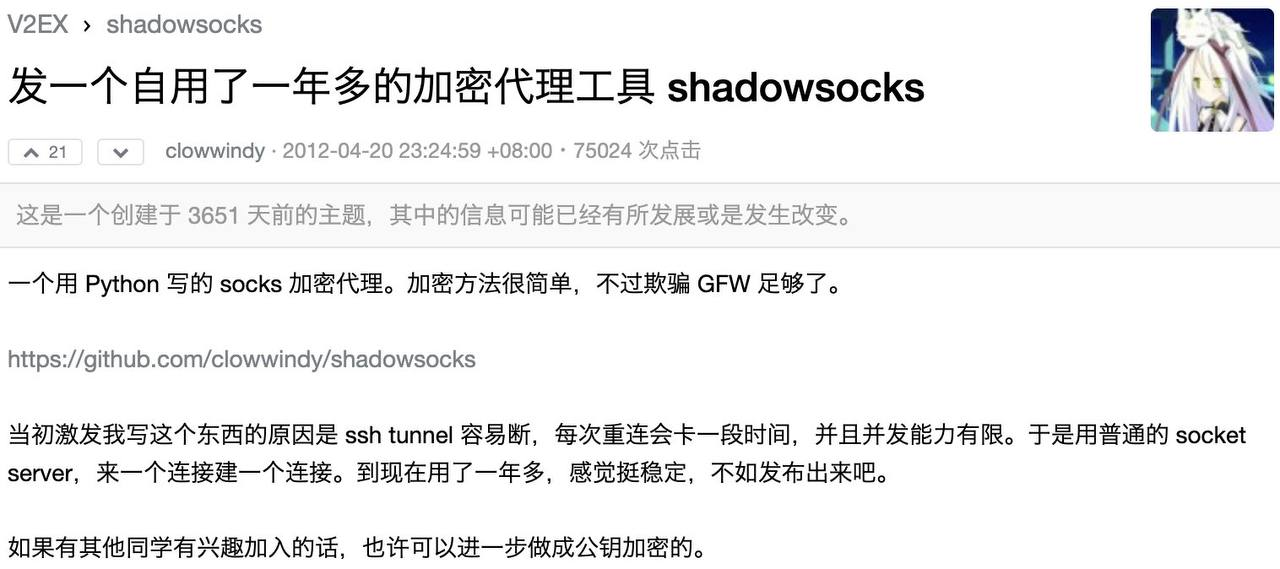 V2EX › shadowsocks
发一个自用了一年多的加密代理工具 shadowsocks
21 clowwindy · 2012-04-20 23:24:59 +08:00 · 75024 次点击
这是一个创建于 3651 天前的主题，其中的信息可能已经有所发展或是发生改变。
一个用 Python 写的 socks 加密代理。加密方法很简单，不过欺骗 GFW 足够了。
https://github.com/clowwindy/shadowsocks
当初激发我写这个东西的原因是 ssh tunnel 容易断，每次重连会卡一段时间，并且并发能力有限。于是用普通的 socket
server，来一个连接建一个连接。到现在用了一年多，感觉挺稳定，不如发布出来吧。
如果有其他同学有兴趣加入的话，也许可以进一步做成公钥加密的。